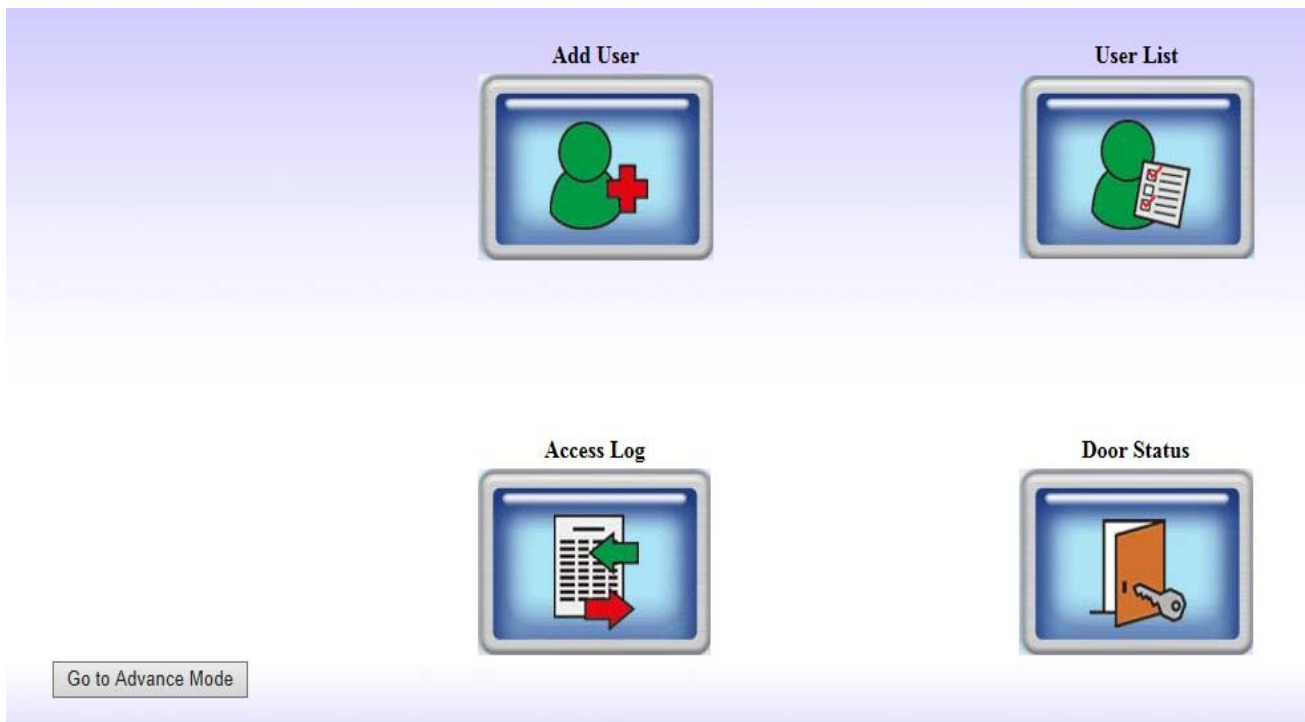 Add User
User List
Access Log
Door Status
Go to Advance Mode